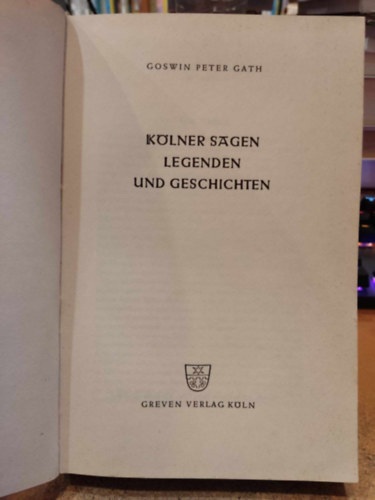 GOSWIN PETER GATH
KÖLNER SAGEN
LEGENDEN
UND GESCHICHTEN
GREVEN VERLAG KÖLN